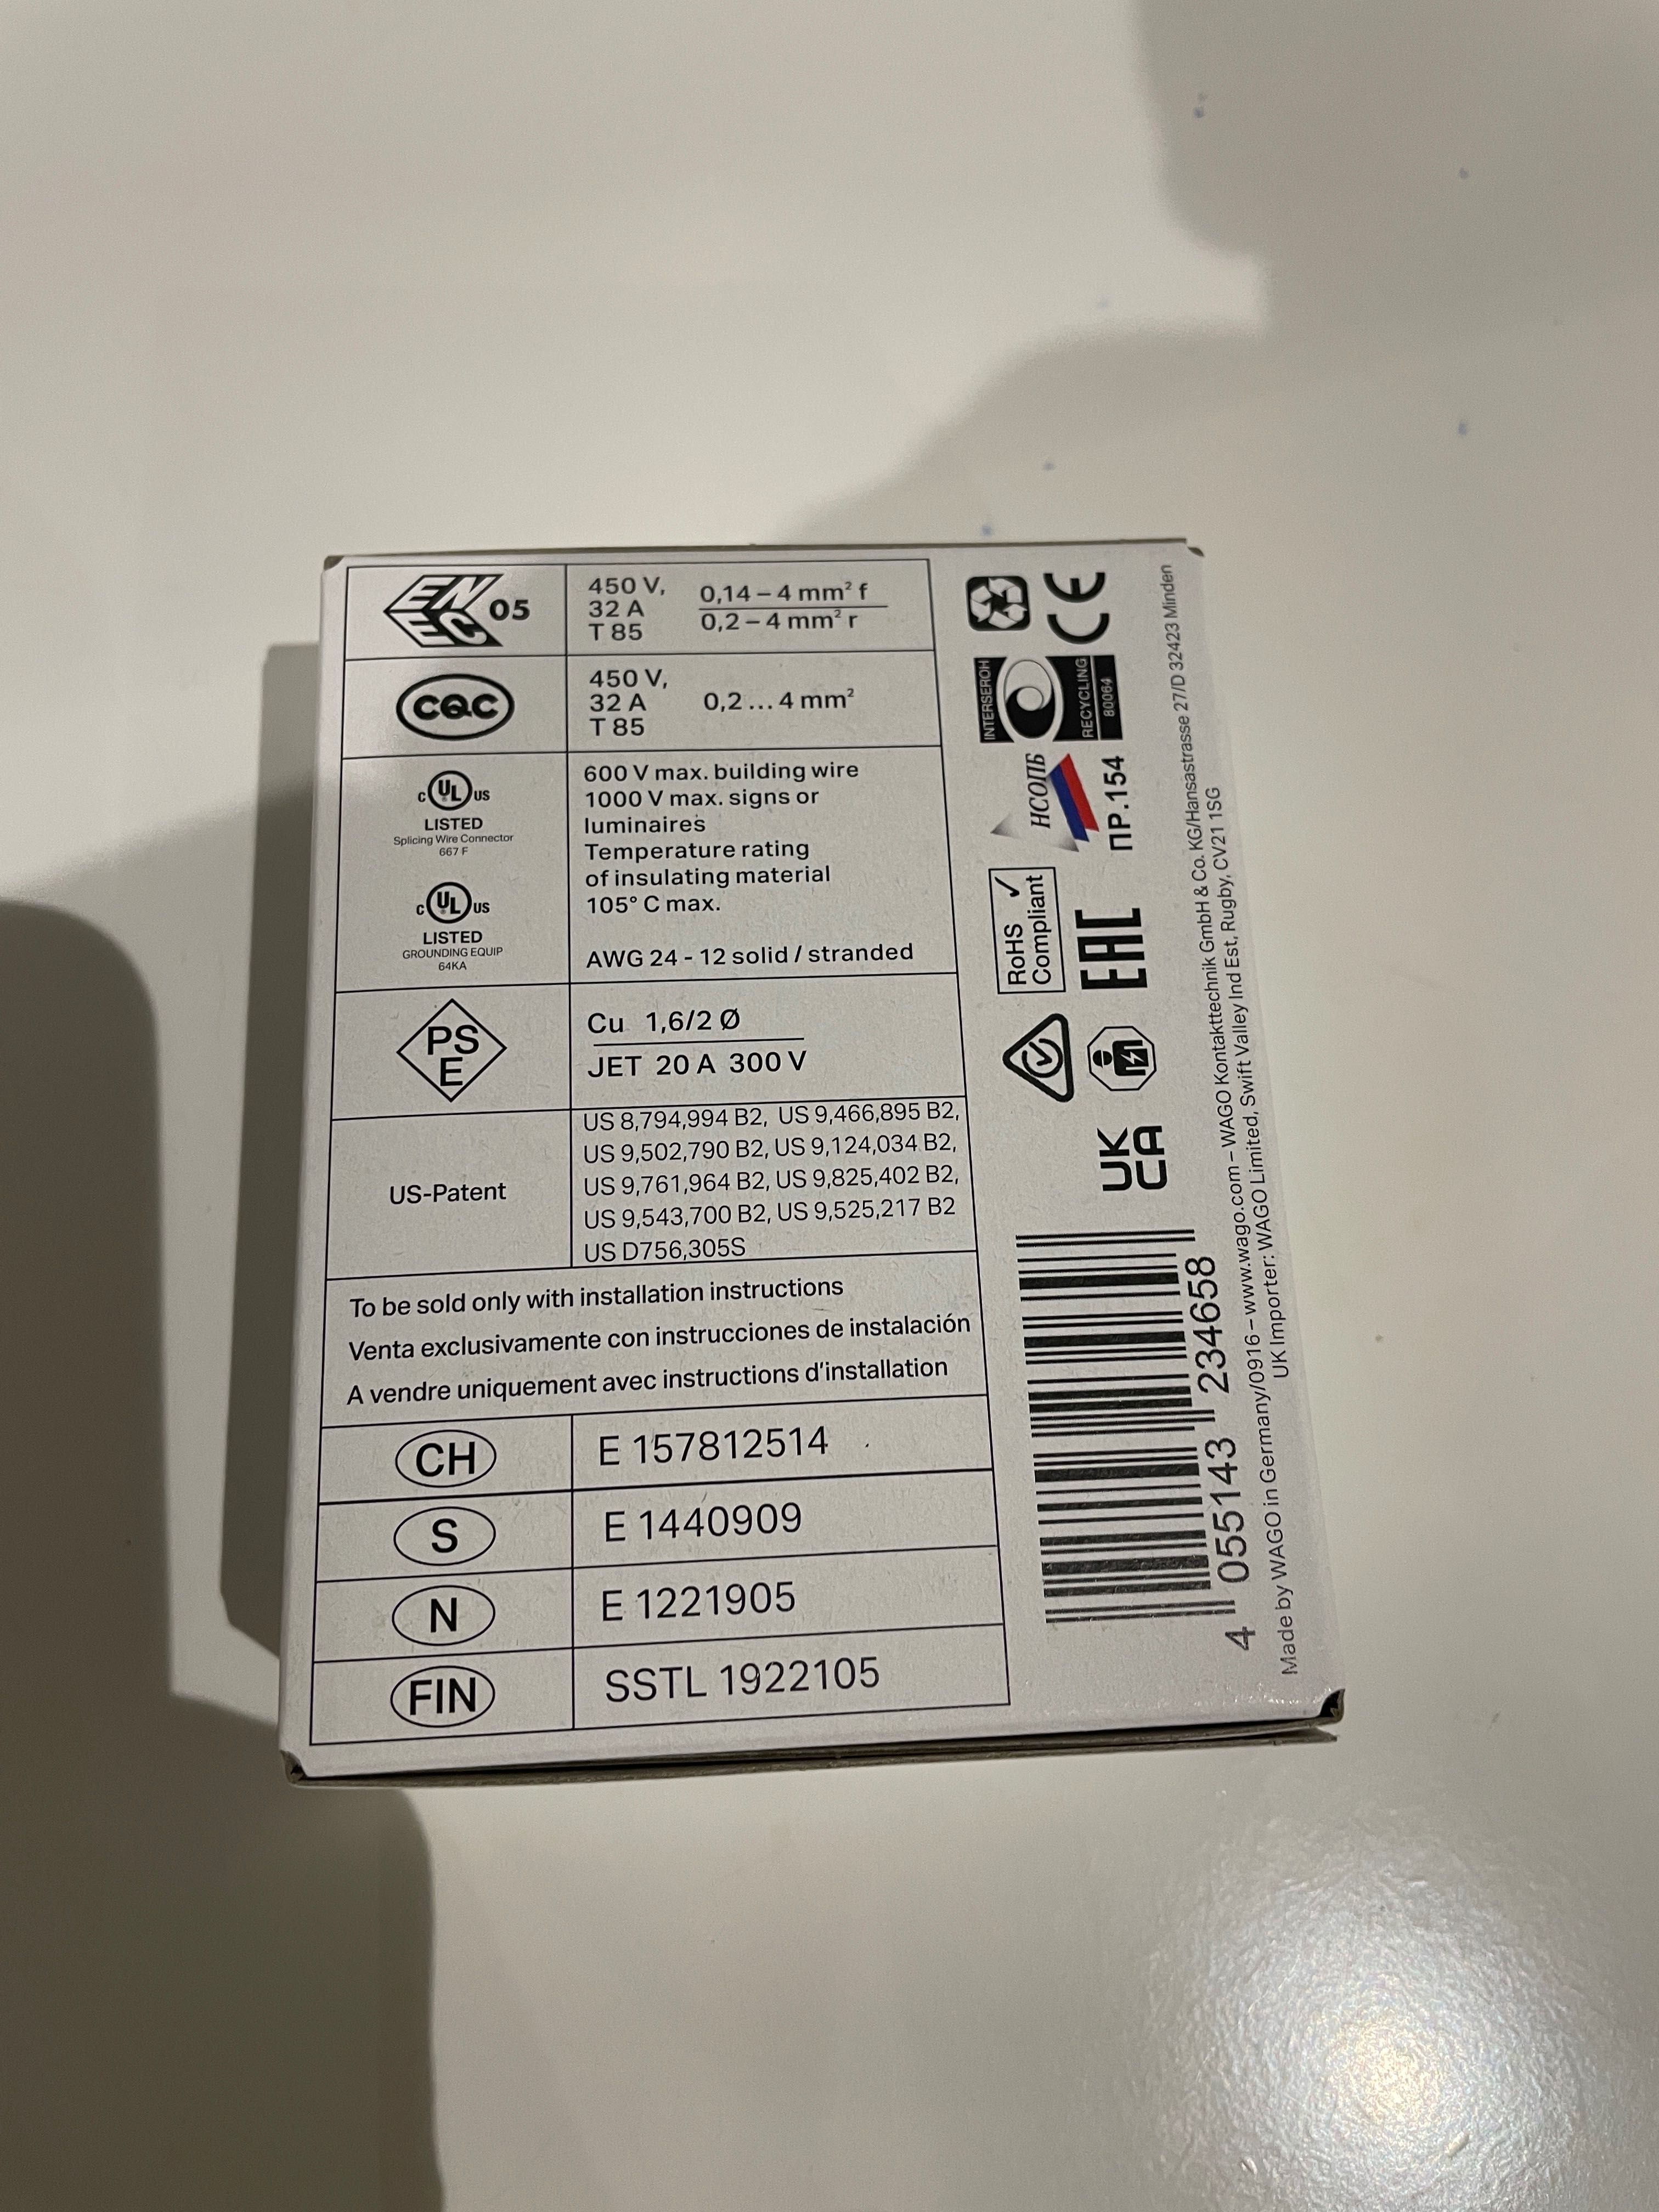 ENEC 05
450 V,
32 A
T 85
0,14 – 4 mm² f
0,2 – 4 mm² r
CQC
450 V,
32 A
T 85
0,2 ... 4 mm²
C UL US
LISTED
Splicing Wire Connector
667 F
C UL US
LISTED
GROUNDING EQUIP
64KA
600 V max. building wire
1000 V max. signs or
luminaires
Temperature rating
of insulating material
105° C max.
AWG 24 - 12 solid / stranded
PS
E
Cu 1,6/2 Ø
JET 20 A 300 V
US-Patent
US 8,794,994 B2, US 9,466,895 B2,
US 9,502,790 B2, US 9,124,034 B2,
US 9,761,964 B2, US 9,825,402 B2,
US 9,543,700 B2, US 9,525,217 B2
US D756,305S
To be sold only with installation instructions
Venta exclusivamente con instrucciones de instalación
A vendre uniquement avec instructions d'installation
CH
E 157812514
S
E 1440909
N
E 1221905
FIN
SSTL 1922105
CE
INTERSEROH
RECYCLING
80064
НСОПБ
ПР.154
RoHS ✓
Compliant
EAC
UK
CA
4 055143 234658
Made by WAGO in Germany/0916 – www.wago.com – WAGO Kontakttechnik GmbH & Co. KG/Hansastrasse 27/D 32423 Minden
UK Importer: WAGO Limited, Swift Valley Ind Est, Rugby, CV21 1SG